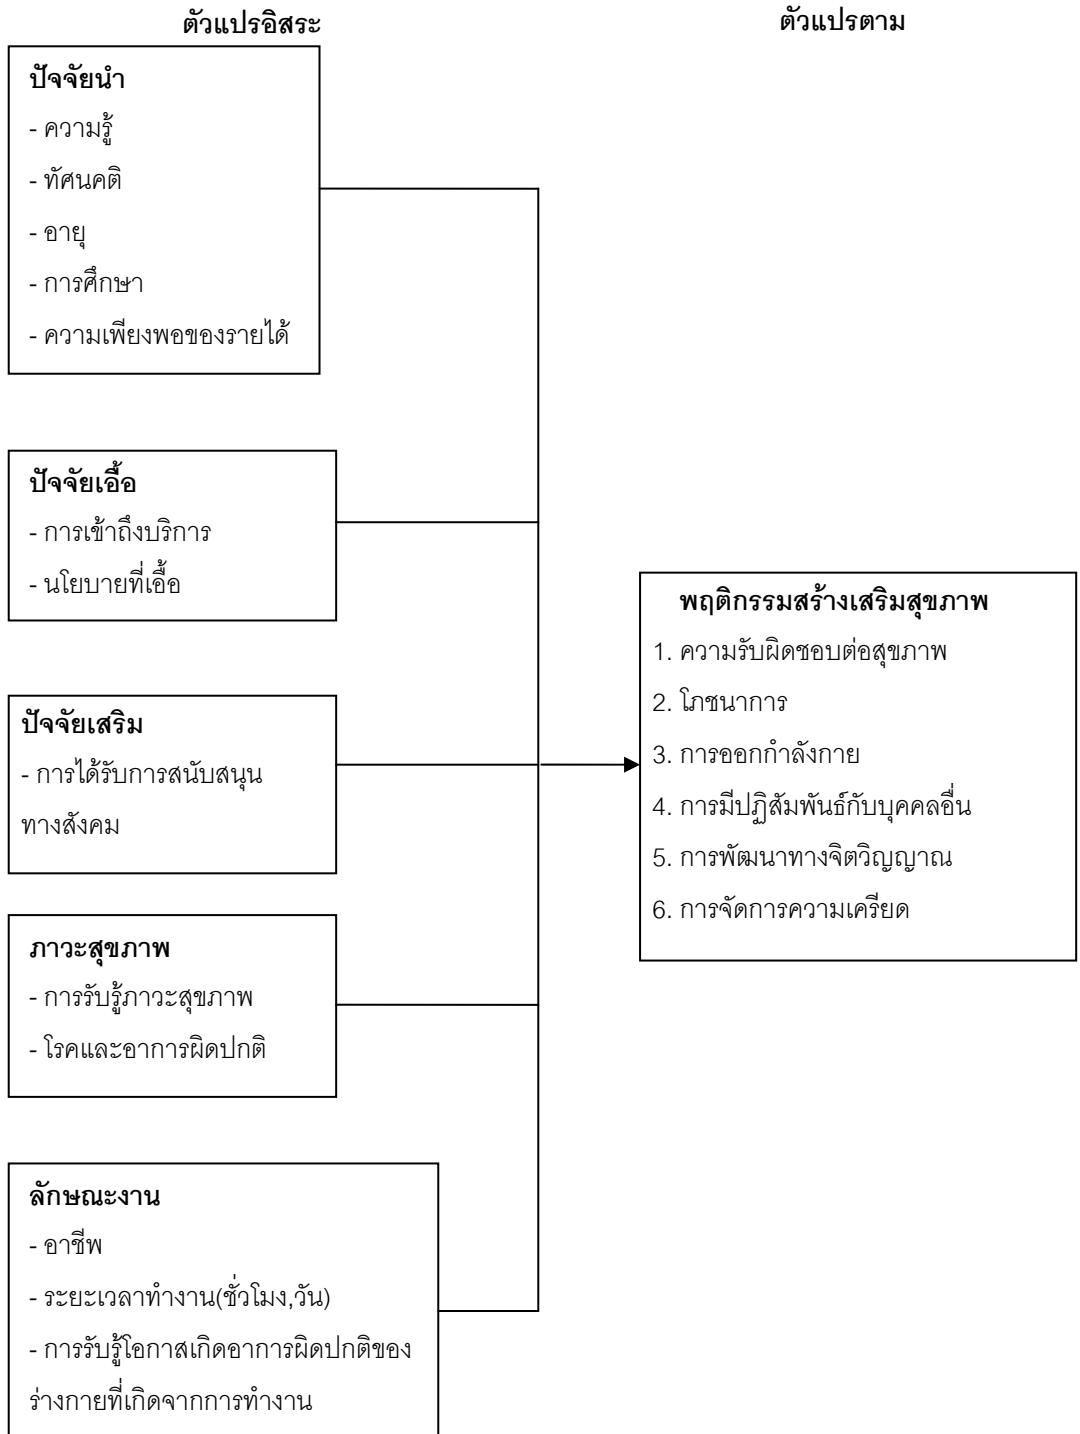 ตัวแปรอิสระ
ตัวแปรตาม
ปัจจัยนำ
- ความรู้
- ทัศนคติ
- อายุ
- การศึกษา
- ความเพียงพอของรายได้
ปัจจัยเอื้อ
- การเข้าถึงบริการ
- นโยบายที่เอื้อ
ปัจจัยเสริม
- การได้รับการสนับสนุน
ทางสังคม
ภาวะสุขภาพ
- การรับรู้ภาวะสุขภาพ
- โรคและอาการผิดปกติ
ลักษณะงาน
- อาชีพ
- ระยะเวลาทำงาน(ชั่วโมง,วัน)
- การรับรู้โอกาสเกิดอาการผิดปกติของ
ร่างกายที่เกิดจากการทำงาน
พฤติกรรมสร้างเสริมสุขภาพ
1. ความรับผิดชอบต่อสุขภาพ
2. โภชนาการ
3. การออกกำลังกาย
4. การมีปฏิสัมพันธ์กับบุคคลอื่น
5. การพัฒนาทางจิตวิญญาณ
6. การจัดการความเครียด